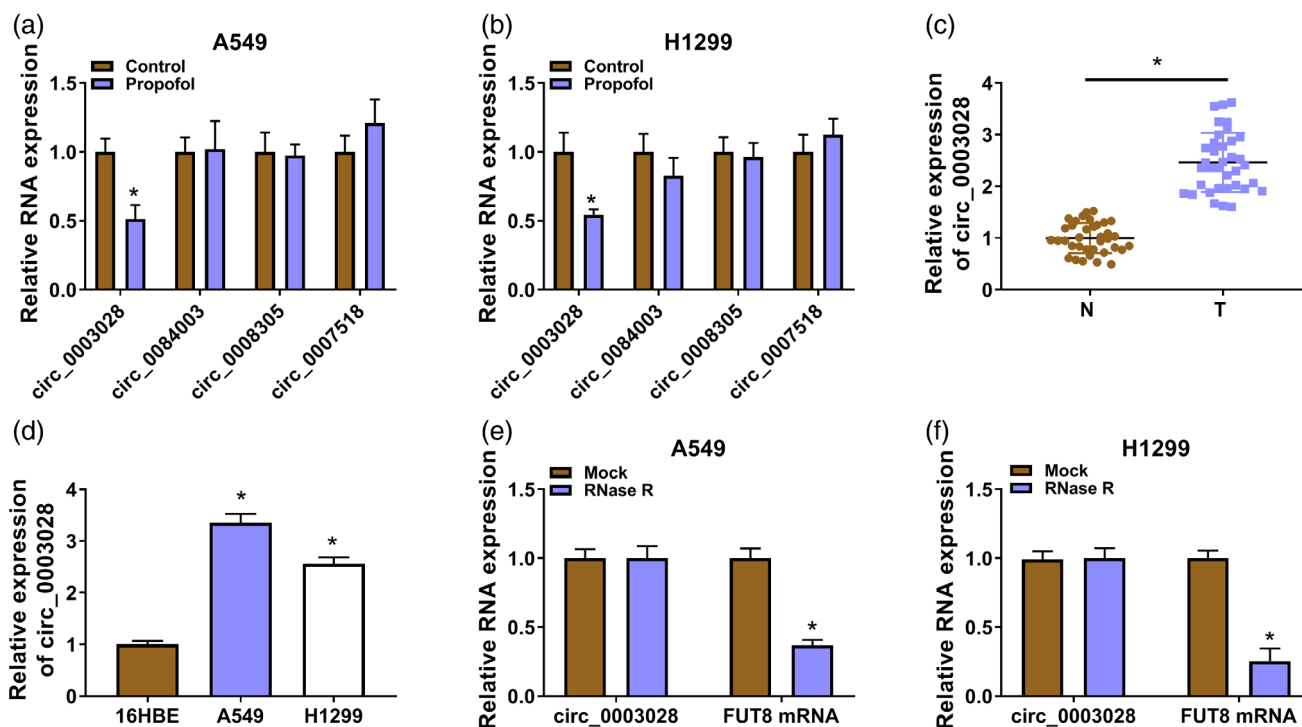 (a)
A549
Relative RNA expression
Control
Propofol
1.5
1.0
0.5
0.0
*
circ_0003028
circ_0084003
circ_0008305
circ_0007518
(b)
H1299
Relative RNA expression
Control
Propofol
1.5
1.0
0.5
0.0
*
circ_0003028
circ_0084003
circ_0008305
circ_0007518
(c)
Relative expression
of circ_0003028
4
3
2
1
0
*
N
T
(d)
Relative expression
of circ_0003028
4
3
2
1
0
*
*
16HBE
A549
H1299
(e)
A549
Relative RNA expression
Mock
RNase R
1.5
1.0
0.5
0.0
*
circ_0003028
FUT8 mRNA
(f)
H1299
Relative RNA expression
Mock
RNase R
1.5
1.0
0.5
0.0
*
circ_0003028
FUT8 mRNA